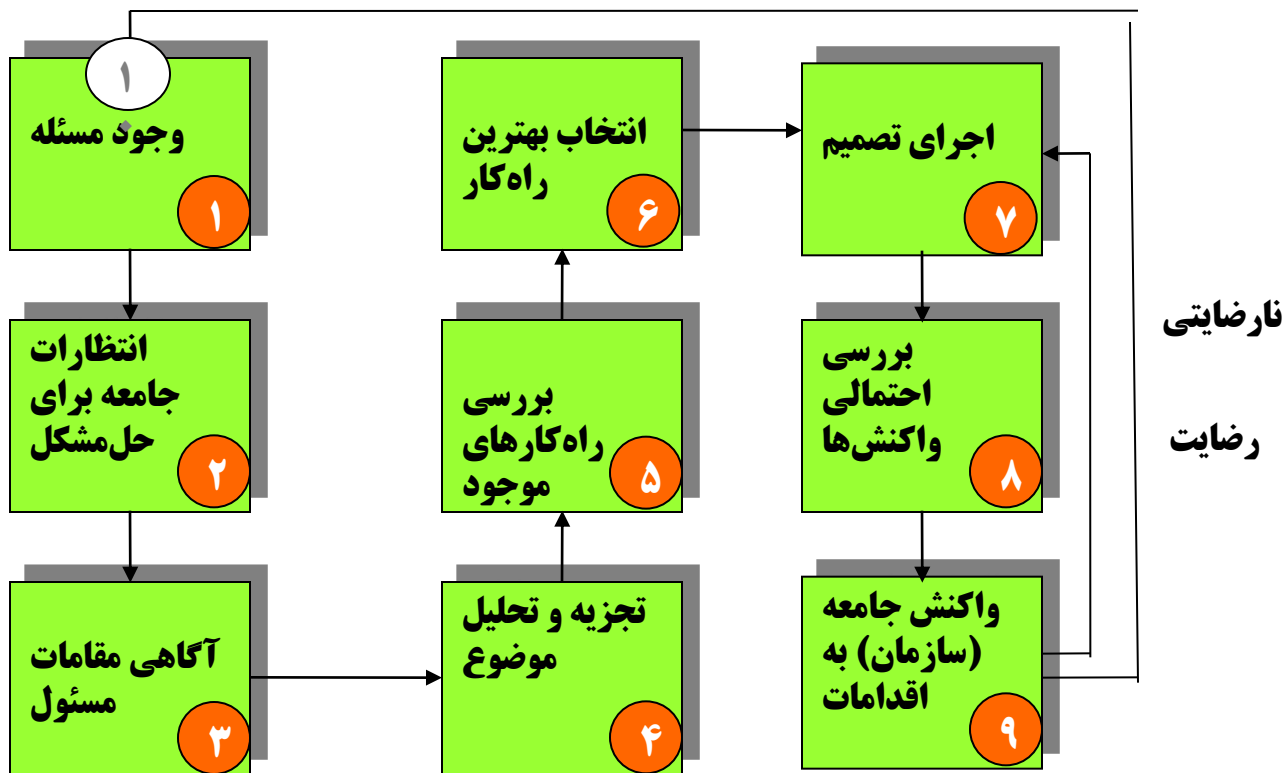 ۱
۰
وجود مسئله
۱
انتظارات
جامعه برای
حل‌مشکل
۲
آگاهی مقامات
مسئول
۳
تجزیه و تحلیل
موضوع
۴
بررسی
راه‌کارهای
موجود
۵
انتخاب بهترین
راه‌کار
۶
اجرای تصمیم
۷
بررسی
احتمالی
واکنش‌ها
۸
واکنش جامعه
(سازمان) به
اقدامات
۹
نارضایتی
رضایت